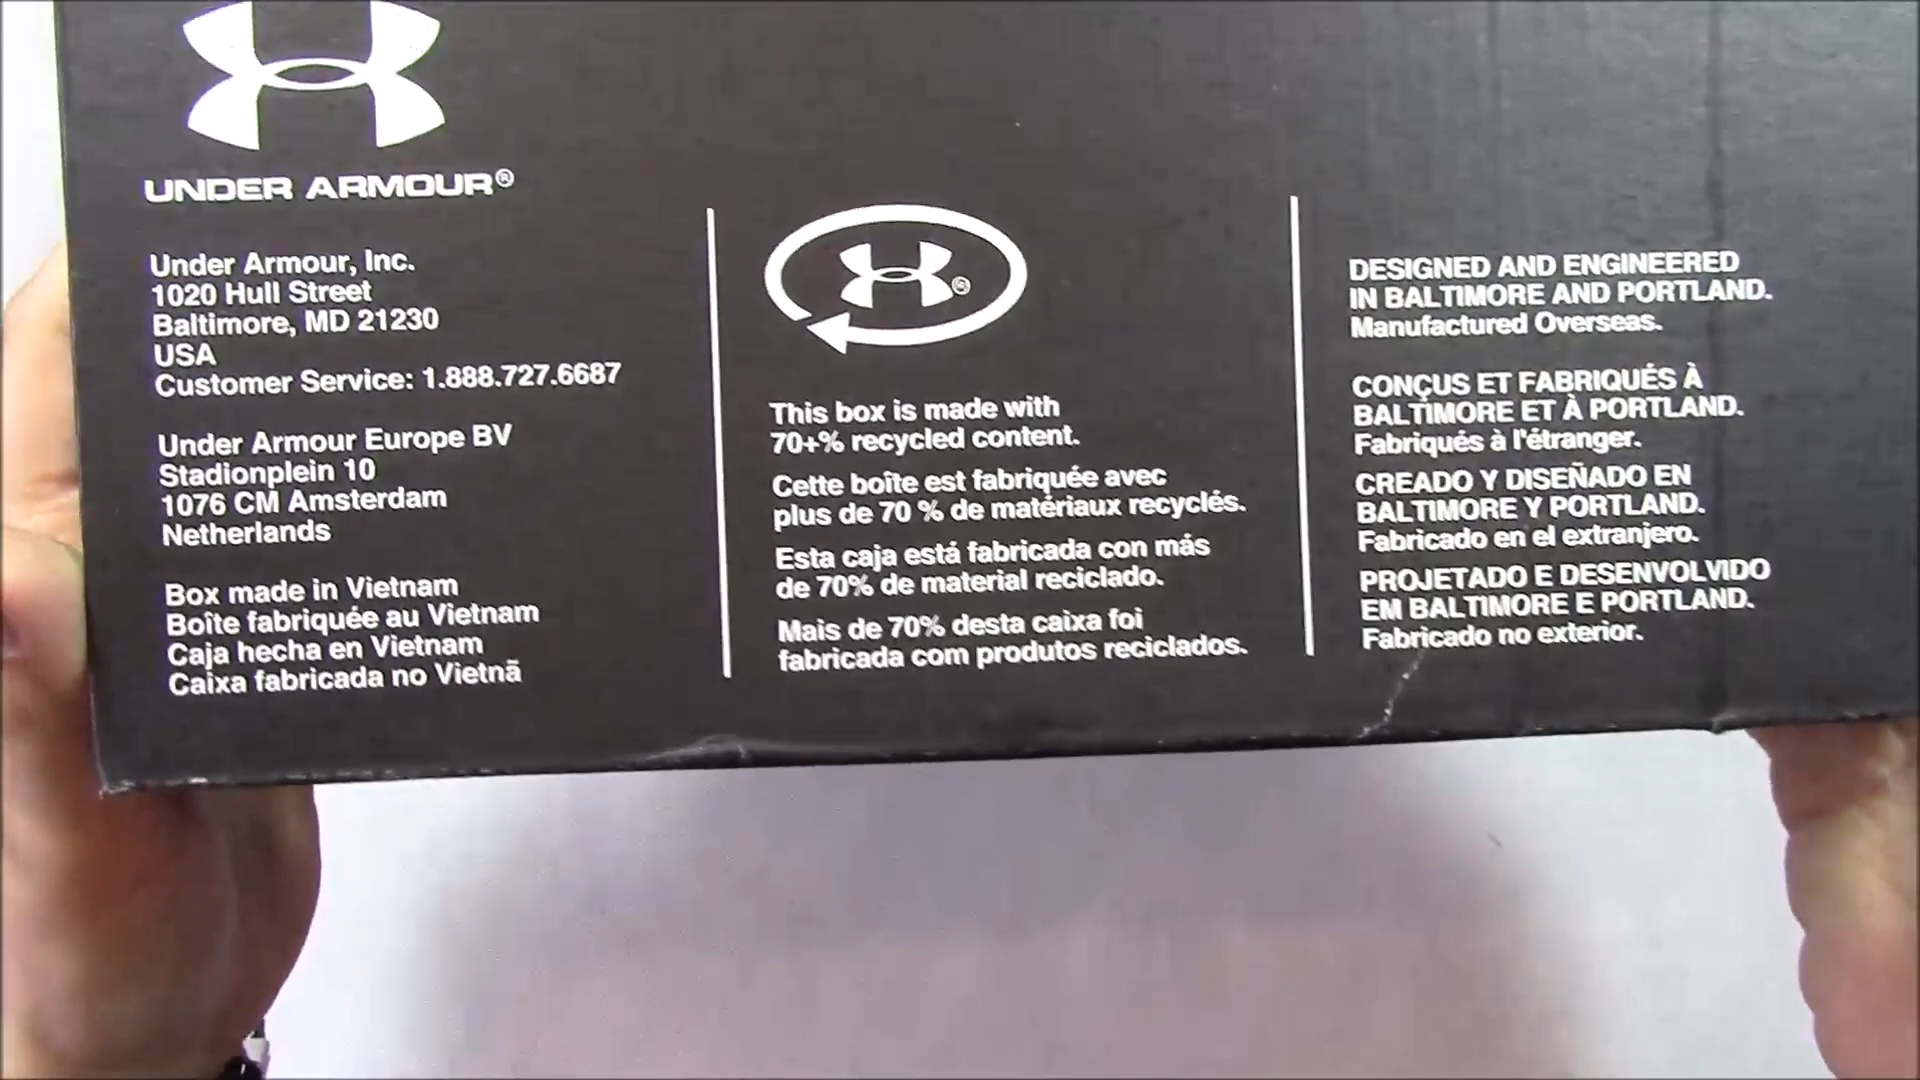 UNDER ARMOUR®
Under Armour, Inc.
1020 Hull Street
Baltimore, MD 21230
USA
Customer Service: 1.888.727.6687
Under Armour Europe BV
Stadionplein 10
1076 CM Amsterdam
Netherlands
Box made in Vietnam
Boîte fabriquée au Vietnam
Caja hecha en Vietnam
Caixa fabricada no Vietnã
®
This box is made with
70+% recycled content.
Cette boîte est fabriquée avec
plus de 70 % de matériaux recyclés.
Esta caja está fabricada con más
de 70% de material reciclado.
Mais de 70% desta caixa foi
fabricada com produtos reciclados.
DESIGNED AND ENGINEERED
IN BALTIMORE AND PORTLAND.
Manufactured Overseas.
CONÇUS ET FABRIQUÉS À
BALTIMORE ET À PORTLAND.
Fabriqués à l'étranger.
CREADO Y DISEÑADO EN
BALTIMORE Y PORTLAND.
Fabricado en el extranjero.
PROJETADO E DESENVOLVIDO
EM BALTIMORE E PORTLAND.
Fabricado no exterior.